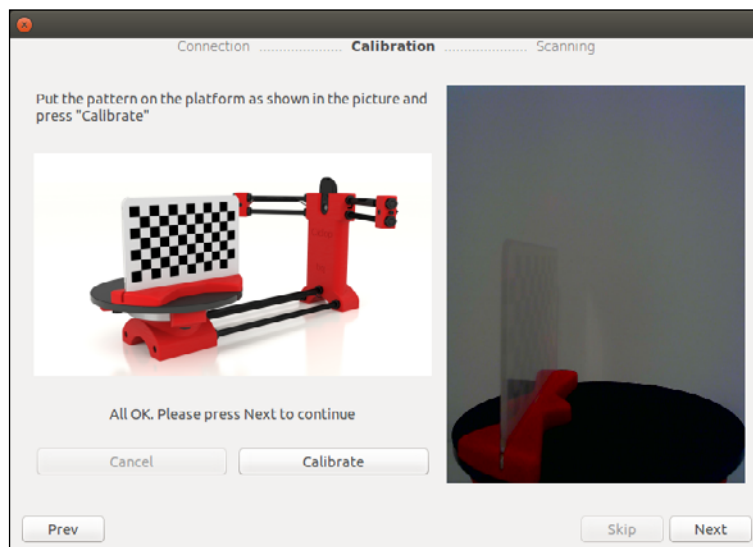 Connection .................... Calibration .................... Scanning
Put the pattern on the platform as shown in the picture and
press "Calibrate"
All OK. Please press Next to continue
Cancel
Calibrate
Prev
Skip
Next